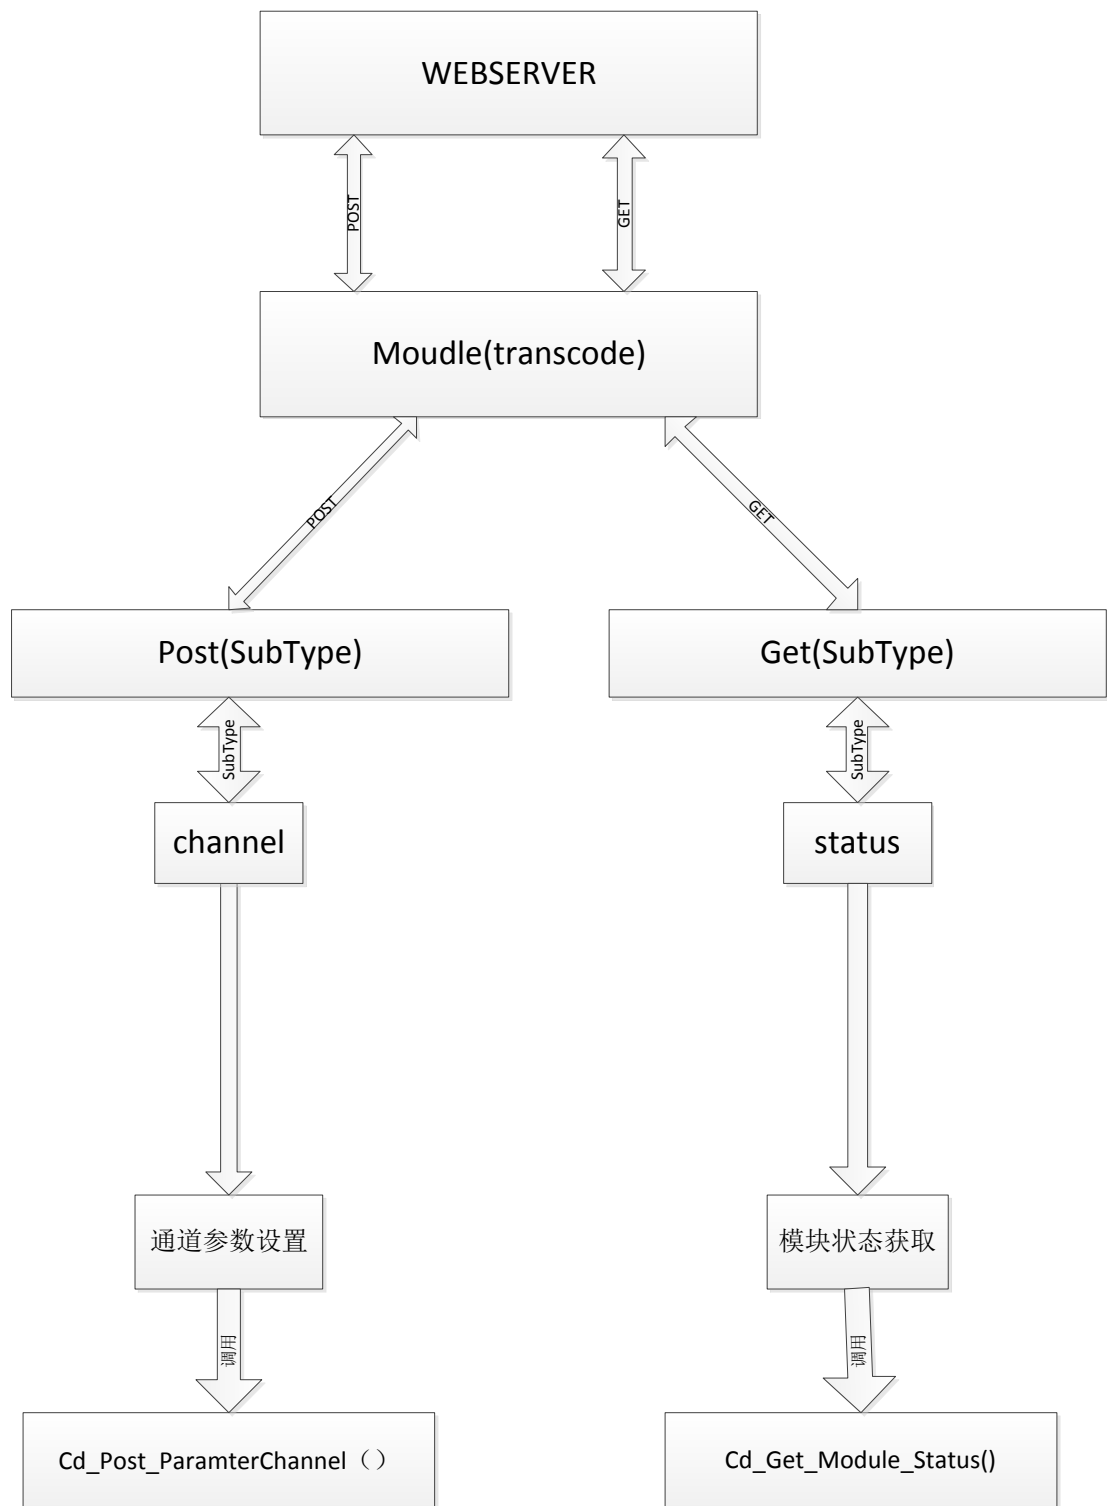 WEBSERVER
POST
GET
Moudle(transcode)
POST
GET
Post(SubType)
Get(SubType)
SubType
SubType
channel
status
通道参数设置
模块状态获取
调用
调用
Cd_Post_ParamterChannel（）
Cd_Get_Module_Status()